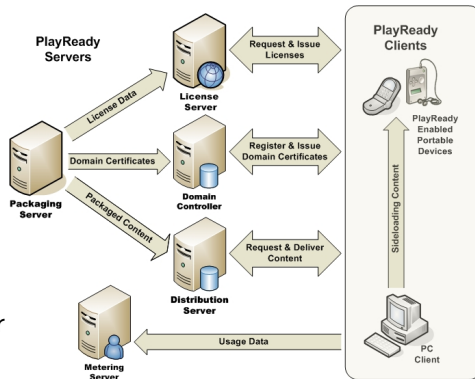 PlayReady
Servers
PlayReady
Clients
Request & Issue
Licenses
License Data
License
Server
PlayReady
Enabled
Portable
Devices
Domain Certificates
Register & Issue
Domain Certificates
Packaging
Server
Domain
Controller
Packaged Content
Sideloading Content
Request & Deliver
Content
Distribution
Server
Usage Data
PC
Client
Metering
Server